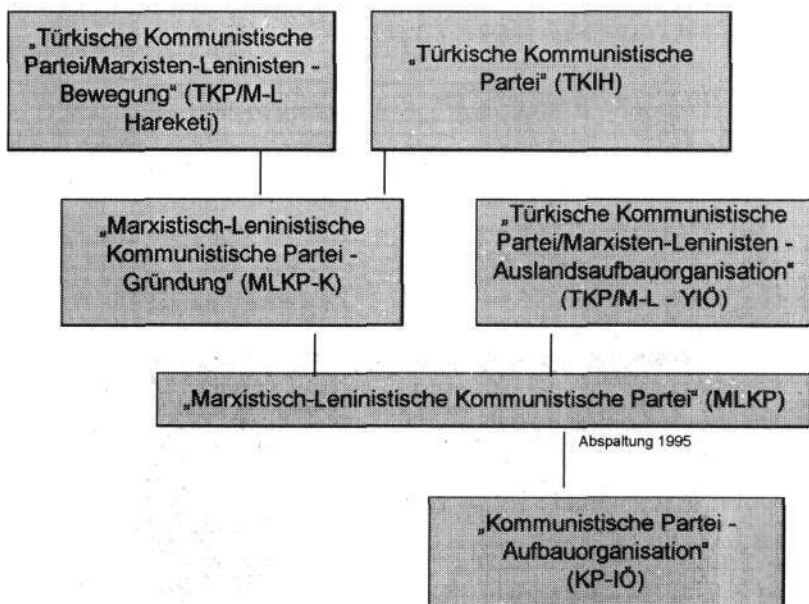 „Türkische Kommunistische
Partei/Marxisten-Leninisten -
Bewegung“ (TKP/M-L
Hareketi)
„Türkische Kommunistische
Partei“ (TKIH)
„Marxistisch-Leninistische
Kommunistische Partei -
Gründung“ (MLKP-K)
„Türkische Kommunistische
Partei/Marxisten-Leninisten -
Auslandsaufbauorganisation“
(TKP/M-L - YIÖ)
„Marxistisch-Leninistische Kommunistische Partei“ (MLKP)
Abspaltung 1995
„Kommunistische Partei -
Aufbauorganisation“
(KP-IÖ)